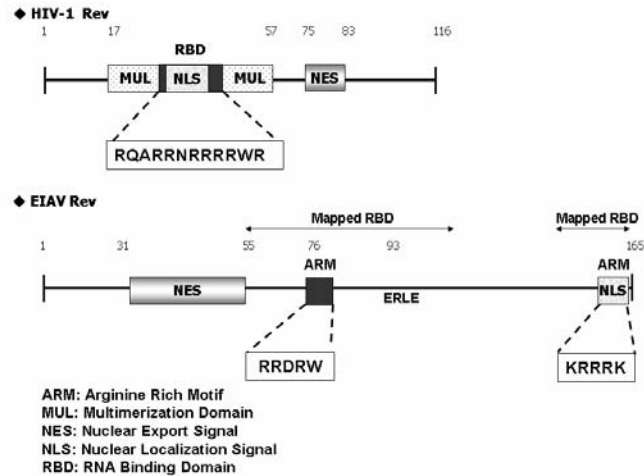 ◆ HIV-1 Rev
1 17 57 75 83 116
RBD
MUL NLS MUL NES
RQARRNRRRRWR
◆ EIAV Rev
Mapped RBD Mapped RBD
1 31 55 76 93 165
ARM ARM
NES ERLE NLS
RRDRW KRRRK
ARM: Arginine Rich Motif
MUL: Multimerization Domain
NES: Nuclear Export Signal
NLS: Nuclear Localization Signal
RBD: RNA Binding Domain